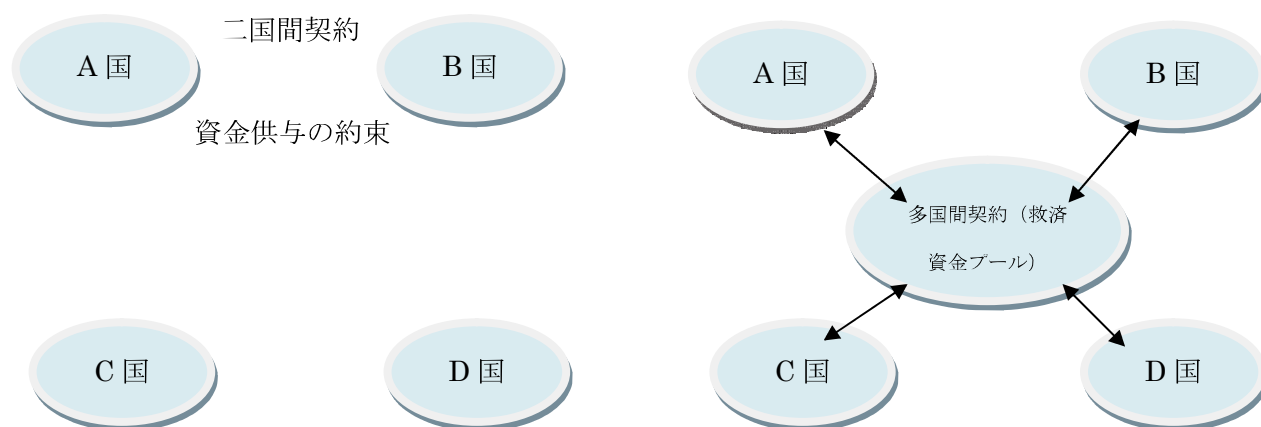 二国間契約
A 国
B 国
資金供与の約束
C 国
D 国
A 国
B 国
多国間契約（救済
資金プール）
C 国
D 国